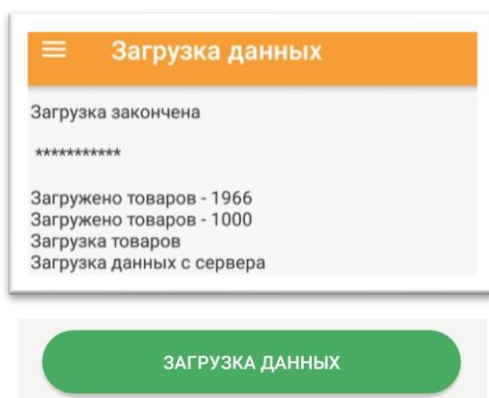 Загрузка данных
Загрузка закончена
***********
Загружено товаров - 1966
Загружено товаров - 1000
Загрузка товаров
Загрузка данных с сервера
ЗАГРУЗКА ДАННЫХ